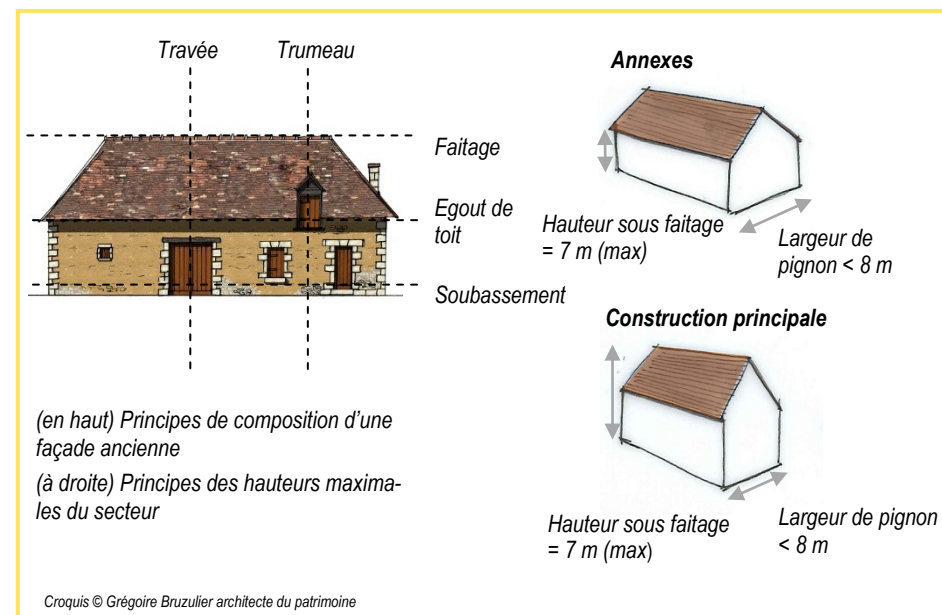 Travée
Trumeau
Faitage
Egout de
toit
Soubassement
(en haut) Principes de composition d'une
façade ancienne
(à droite) Principes des hauteurs maxima-
les du secteur
Annexes
Hauteur sous faitage
= 7 m (max)
Largeur de
pignon < 8 m
Construction principale
Hauteur sous faitage
= 7 m (max)
Largeur de pignon
< 8 m
Croquis © Grégoire Bruzulier architecte du patrimoine